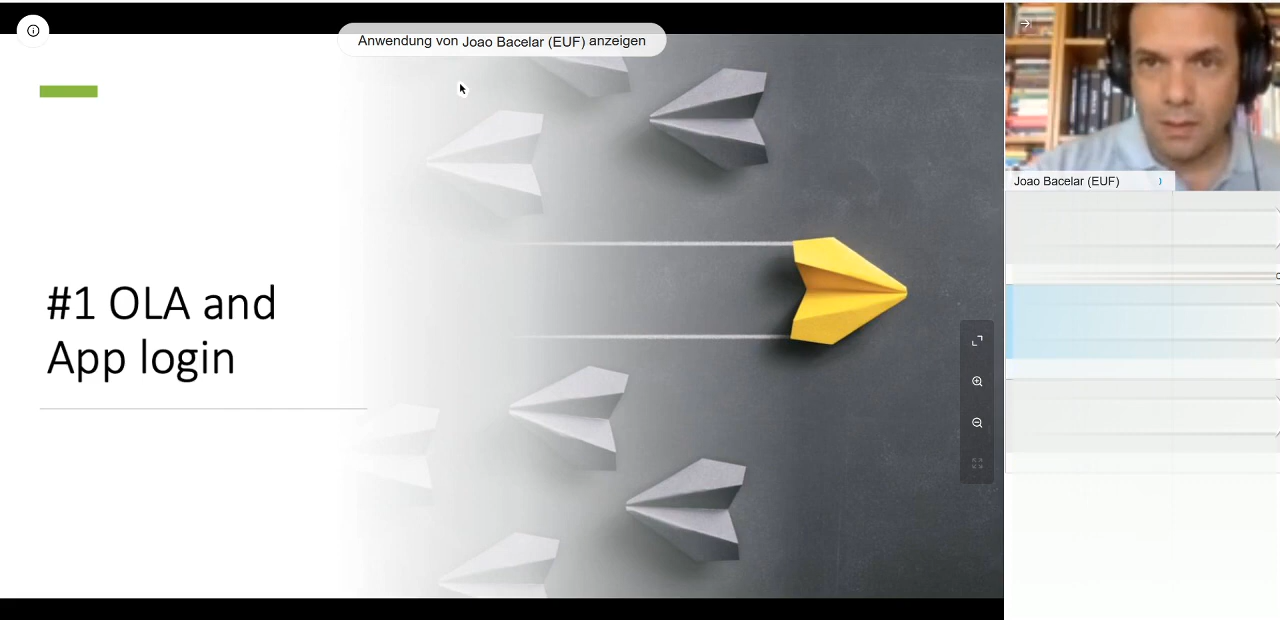 Anwendung von Joao Bacelar (EUF) anzeigen
#1 OLA and
App login
Joao Bacelar (EUF)